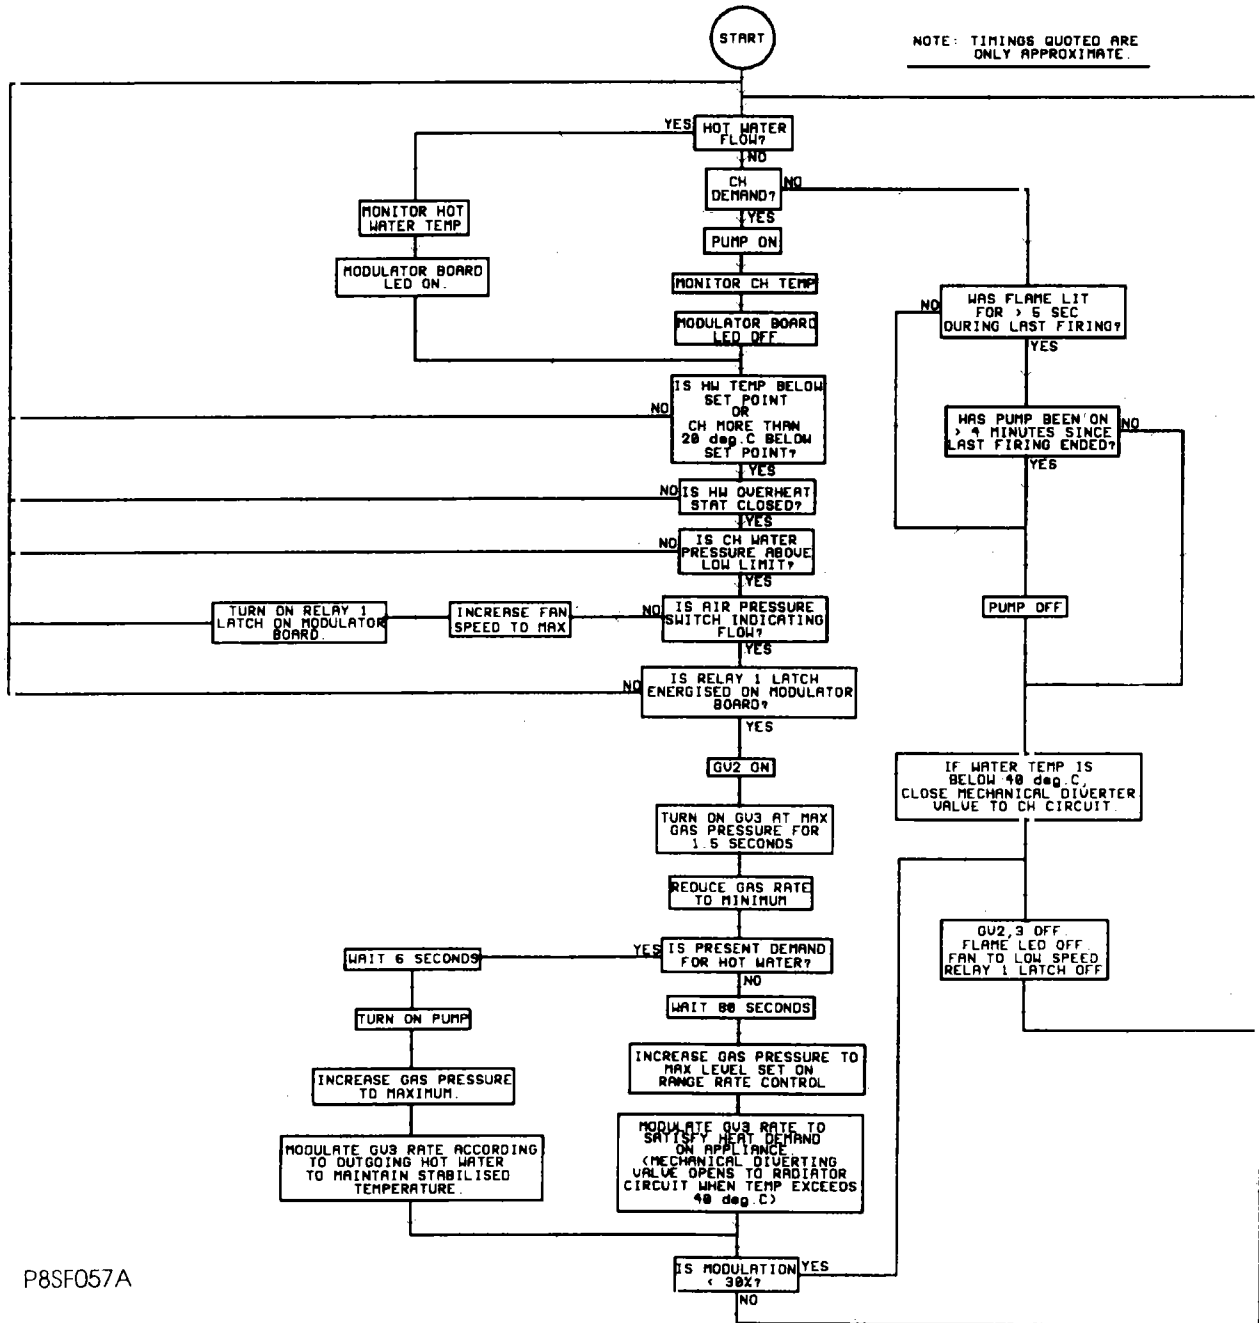 START
NOTE: TIMINGS QUOTED ARE
ONLY APPROXIMATE.
YES
HOT WATER
FLOW?
NO
CH
DEMAND?
NO
YES
MONITOR HOT
WATER TEMP
PUMP ON
MODULATOR BOARD
LED ON.
MONITOR CH TEMP
MODULATOR BOARD
LED OFF.
NO
WAS FLAME LIT
FOR > 5 SEC
DURING LAST FIRING?
YES
NO
IS HW TEMP BELOW
SET POINT
OR
CH MORE THAN
20 deg.C BELOW
SET POINT?
YES
HAS PUMP BEEN ON
> 4 MINUTES SINCE
LAST FIRING ENDED?
NO
YES
NO
IS HW OVERHEAT
STAT CLOSED?
YES
NO
IS CH WATER
PRESSURE ABOVE
LOW LIMIT?
YES
TURN ON RELAY 1
LATCH ON MODULATOR
BOARD.
INCREASE FAN
SPEED TO MAX
NO
IS AIR PRESSURE
SWITCH INDICATING
FLOW?
YES
PUMP OFF
NO
IS RELAY 1 LATCH
ENERGISED ON MODULATOR
BOARD?
YES
GV2 ON
IF WATER TEMP IS
BELOW 40 deg.C,
CLOSE MECHANICAL DIVERTER
VALVE TO CH CIRCUIT.
TURN ON GV3 AT MAX
GAS PRESSURE FOR
1.5 SECONDS
REDUCE GAS RATE
TO MINIMUM
GV2,3 OFF.
FLAME LED OFF.
FAN TO LOW SPEED
RELAY 1 LATCH OFF
WAIT 6 SECONDS
YES
IS PRESENT DEMAND
FOR HOT WATER?
NO
WAIT 80 SECONDS
TURN ON PUMP
INCREASE GAS PRESSURE TO
MAX LEVEL SET ON
RANGE RATE CONTROL
INCREASE GAS PRESSURE
TO MAXIMUM.
MODULATE GV3 RATE ACCORDING
TO OUTGOING HOT WATER
TO MAINTAIN STABILISED
TEMPERATURE.
MODULATE GV3 RATE TO
SATISFY HEAT DEMAND
ON APPLIANCE.
(MECHANICAL DIVERTING
VALVE OPENS TO RADIATOR
CIRCUIT WHEN TEMP EXCEEDS
40 deg.C)
IS MODULATION
< 30%?
YES
NO
P8SF057A